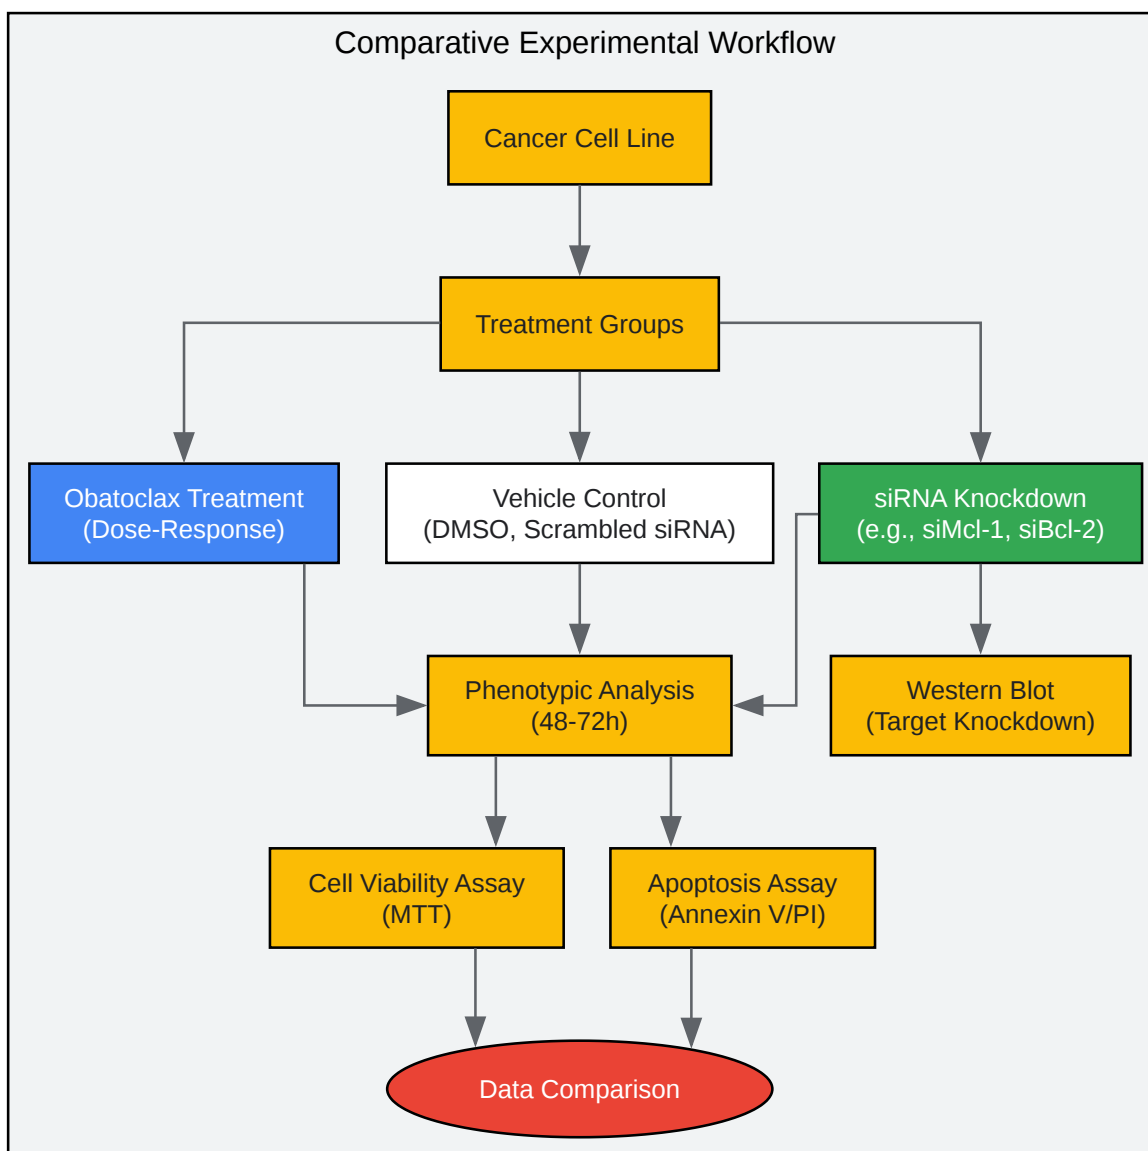 Comparative Experimental Workflow
Cancer Cell Line
Treatment Groups
Obatoclax Treatment
(Dose-Response)
Vehicle Control
(DMSO, Scrambled siRNA)
siRNA Knockdown
(e.g., siMcl-1, siBcl-2)
Phenotypic Analysis
(48-72h)
Western Blot
(Target Knockdown)
Cell Viability Assay
(MTT)
Apoptosis Assay
(Annexin V/PI)
Data Comparison